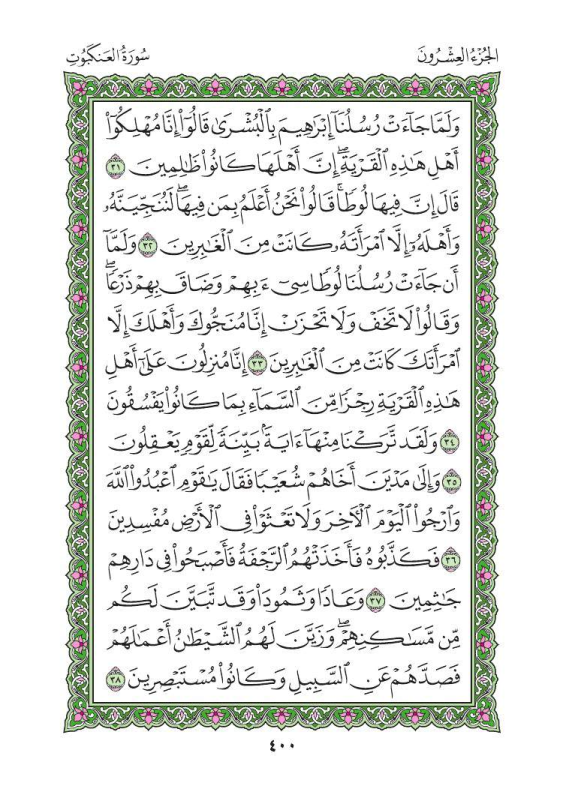 الجُزْءُ العِشْرُونَ
سُورَةُ العَنكَبُوتِ
وَلَمَّا جَآءَتْ رُسُلُنَآ إِبْرَٰهِيمَ بِٱلْبُشْرَىٰ قَالُوٓا۟ إِنَّا مُهْلِكُوٓا۟
أَهْلِ هَٰذِهِ ٱلْقَرْيَةِ ۖ إِنَّ أَهْلَهَا كَانُوا۟ ظَٰلِمِينَ ٣١
قَالَ إِنَّ فِيهَا لُوطًا ۚ قَالُوا۟ نَحْنُ أَعْلَمُ بِمَن فِيهَا ۖ لَنُنَجِّيَنَّهُۥ
وَأَهْلَهُۥٓ إِلَّا ٱمْرَأَتَهُۥ كَانَتْ مِنَ ٱلْغَٰبِرِينَ ٣٢ وَلَمَّآ
أَن جَآءَتْ رُسُلُنَا لُوطًا سِىٓءَ بِهِمْ وَضَاقَ بِهِمْ ذَرْعًا ۖ
وَقَالُوا۟ لَا تَخَفْ وَلَا تَحْزَنْ إِنَّا مُنَجُّوكَ وَأَهْلَكَ إِلَّا
ٱمْرَأَتَكَ كَانَتْ مِنَ ٱلْغَٰبِرِينَ ٣٣ إِنَّا مُنزِلُونَ عَلَىٰٓ أَهْلِ
هَٰذِهِ ٱلْقَرْيَةِ رِجْزًا مِّنَ ٱلسَّمَآءِ بِمَا كَانُوا۟ يَفْسُقُونَ
٣٤ وَلَقَد تَّرَكْنَا مِنْهَآ ءَايَةًۢ بَيِّنَةً لِّقَوْمٍ يَعْقِلُونَ
٣٥ وَإِلَىٰ مَدْيَنَ أَخَاهُمْ شُعَيْبًا فَقَالَ يَٰقَوْمِ ٱعْبُدُوا۟ ٱللَّهَ
وَٱرْجُوا۟ ٱلْيَوْمَ ٱلْءَاخِرَ وَلَا تَعْثَوْا۟ فِى ٱلْأَرْضِ مُفْسِدِينَ
٣٦ فَكَذَّبُوهُ فَأَخَذَتْهُمُ ٱلرَّجْفَةُ فَأَصْبَحُوا۟ فِى دَارِهِمْ
جَٰثِمِينَ ٣٧ وَعَادًا وَثَمُودَا۟ وَقَد تَّبَيَّنَ لَكُم
مِّن مَّسَٰكِنِهِمْ ۖ وَزَيَّنَ لَهُمُ ٱلشَّيْطَٰنُ أَعْمَٰلَهُمْ
فَصَدَّهُمْ عَنِ ٱلسَّبِيلِ وَكَانُوا۟ مُسْتَبْصِرِينَ ٣٨
٤٠٠